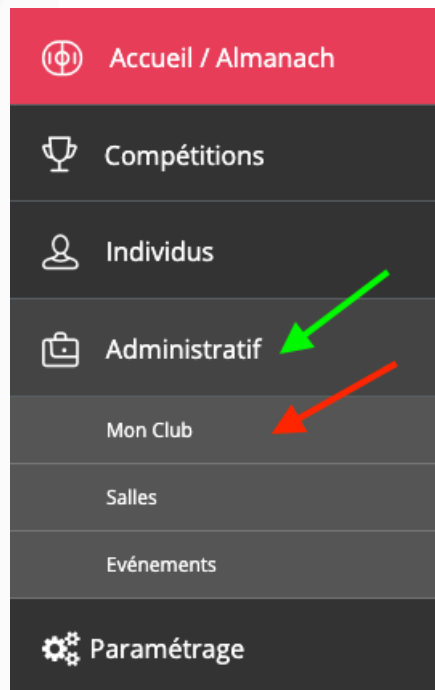 Accueil / Almanach
Compétitions
Individus
Administratif
Mon Club
Salles
Evénements
Paramétrage